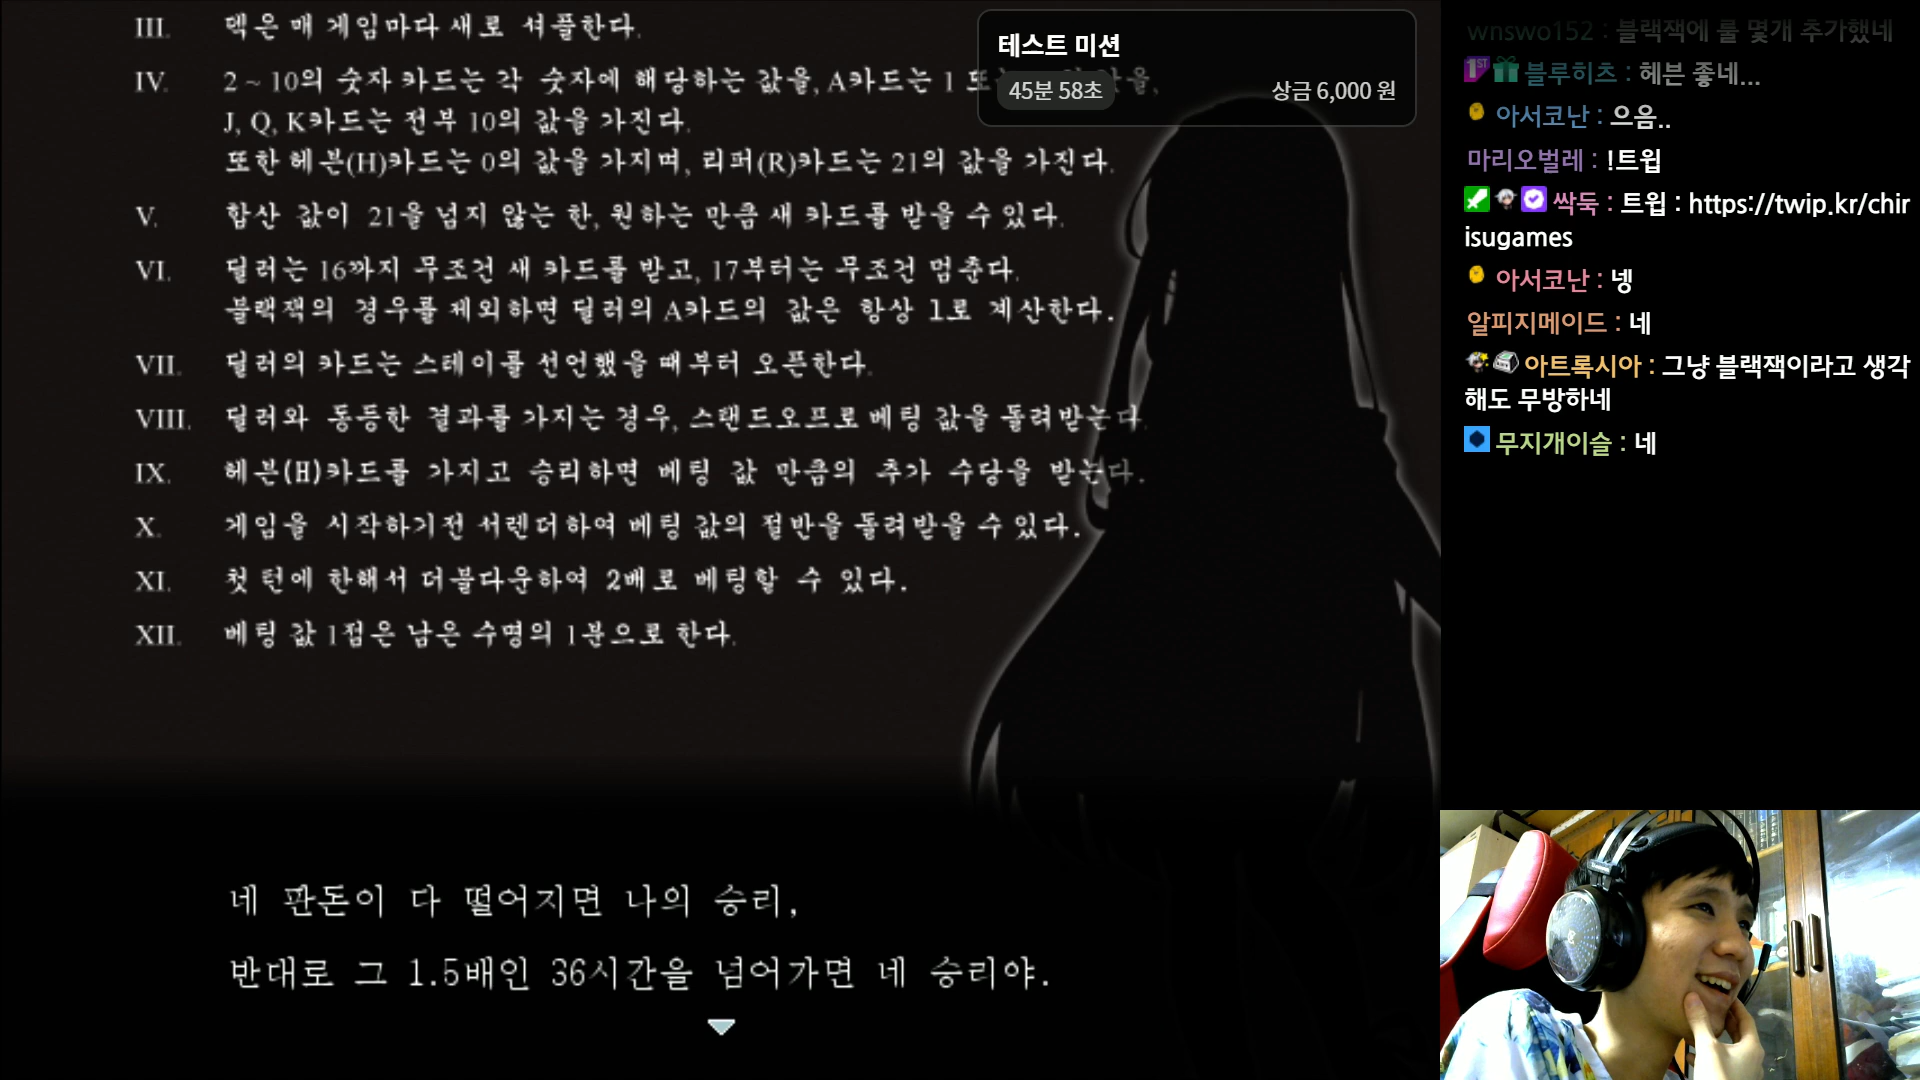 III. 덱은 매 게임마다 새로 셔플한다.
IV. 2 ~ 10의 숫자 카드는 각 숫자에 해당하는 값을, A카드는 1 또는
J, Q, K카드는 전부 10의 값을 가진다.
또한 헤븐(H)카드는 0의 값을 가지며, 리퍼(R)카드는 21의 값을 가진다.
V. 합산 값이 21을 넘지 않는 한, 원하는 만큼 새 카드를 받을 수 있다.
VI. 딜러는 16까지 무조건 새 카드를 받고, 17부터는 무조건 멈춘다.
블랙잭의 경우를 제외하면 딜러의 A카드의 값은 항상 1로 계산한다.
VII. 딜러의 카드는 스테이를 선언했을 때부터 오픈한다.
VIII. 딜러와 동등한 결과를 가지는 경우, 스탠드오프로 베팅 값을 돌려받는다.
IX. 헤븐(H)카드를 가지고 승리하면 베팅 값 만큼의 추가 수당을 받는다.
X. 게임을 시작하기전 서렌더하여 베팅 값의 절반을 돌려받을 수 있다.
XI. 첫 턴에 한해서 더블다운하여 2배로 베팅할 수 있다.
XII. 베팅 값 1점은 남은 수명의 1분으로 한다.
네 판돈이 다 떨어지면 나의 승리,
반대로 그 1.5배인 36시간을 넘어가면 네 승리야.
테스트 미션
45분 58초 상금 6,000 원
wnswo152 : 블랙잭에 룰 몇개 추가했네
블루히츠 : 헤븐 좋네...
아서코난 : 으음..
마리오벌레 : !트윕
싹둑 : 트윕 : https://twip.kr/chir
isugames
아서코난 : 넹
알피지메이드 : 네
아트록시아 : 그냥 블랙잭이라고 생각
해도 무방하네
무지개이슬 : 네